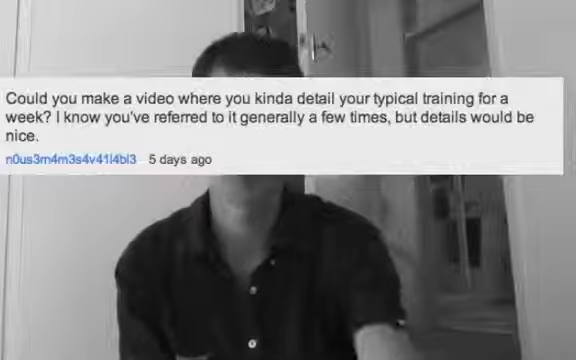 Could you make a video where you kinda detail your typical training for a
week? I know you've referred to it generally a few times, but details would be
nice.
n0us3rn4m3s4v41l4bl3 5 days ago